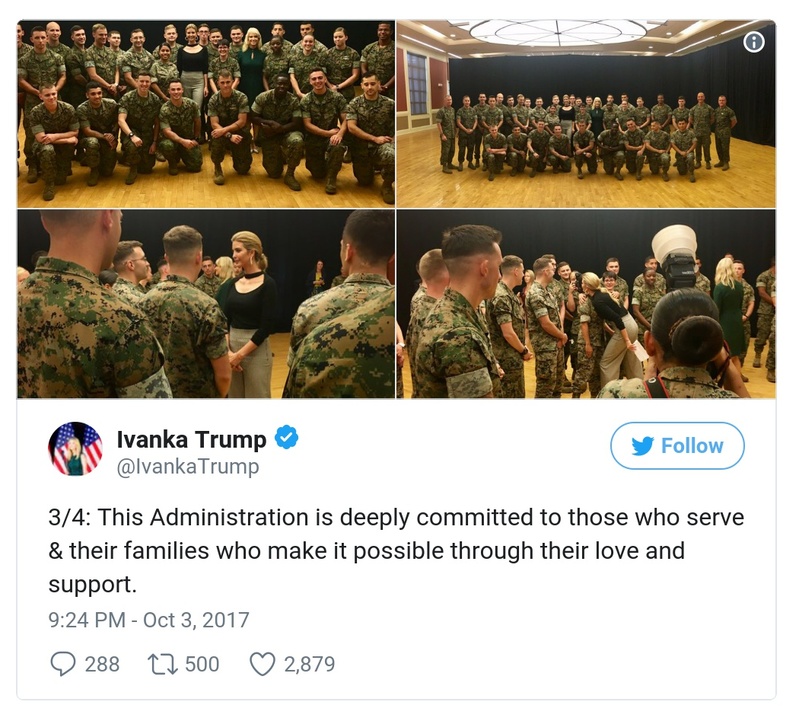 Ivanka Trump
@IvankaTrump
Follow
3/4: This Administration is deeply committed to those who serve
& their families who make it possible through their love and
support.
9:24 PM - Oct 3, 2017
288 500 2,879